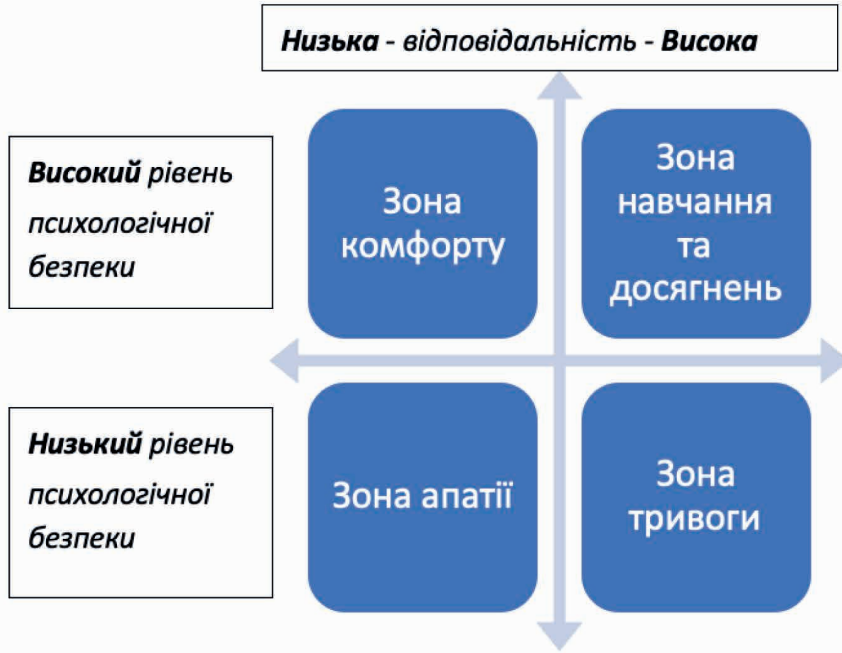 Низька - відповідальність - Висока
Високий рівень
психологічної
безпеки
Зона
комфорту
Зона
навчання
та
досягнень
Низький рівень
психологічної
безпеки
Зона апатії
Зона
тривоги